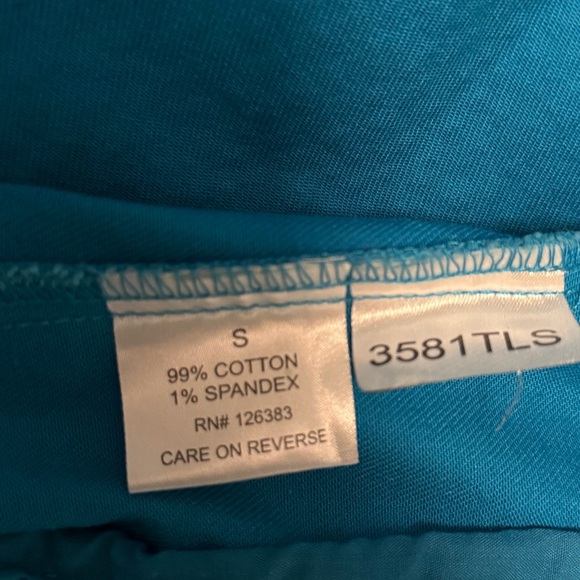 S
99% COTTON
1% SPANDEX
RN# 126383
CARE ON REVERSE
3581TLS